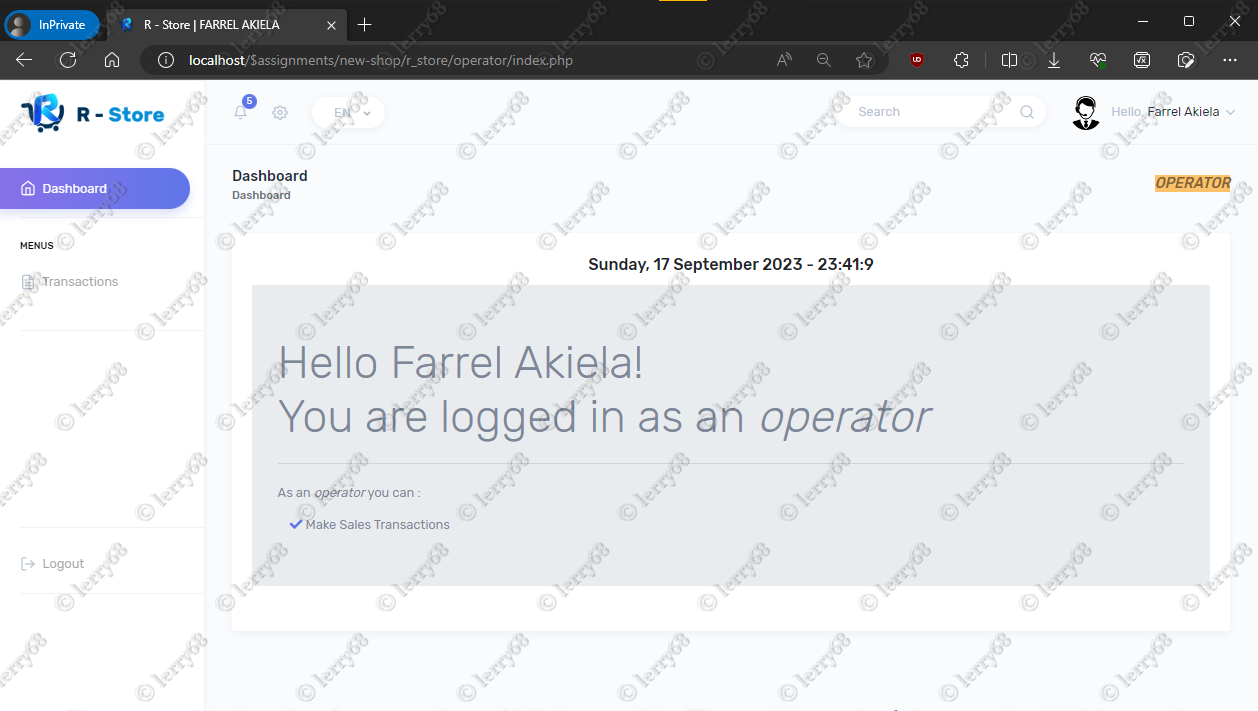 InPrivate
R - Store | FARREL AKIELA
localhost/$assignments/new-shop/r_store/operator/index.php
R - Store
5
EN
Search
Hello, Farrel Akiela
Dashboard
Dashboard
Dashboard
OPERATOR
MENUS
Transactions
Sunday, 17 September 2023 - 23:41:9
Hello Farrel Akiela!
You are logged in as an operator
As an operator you can :
Make Sales Transactions
Logout
© lerry68